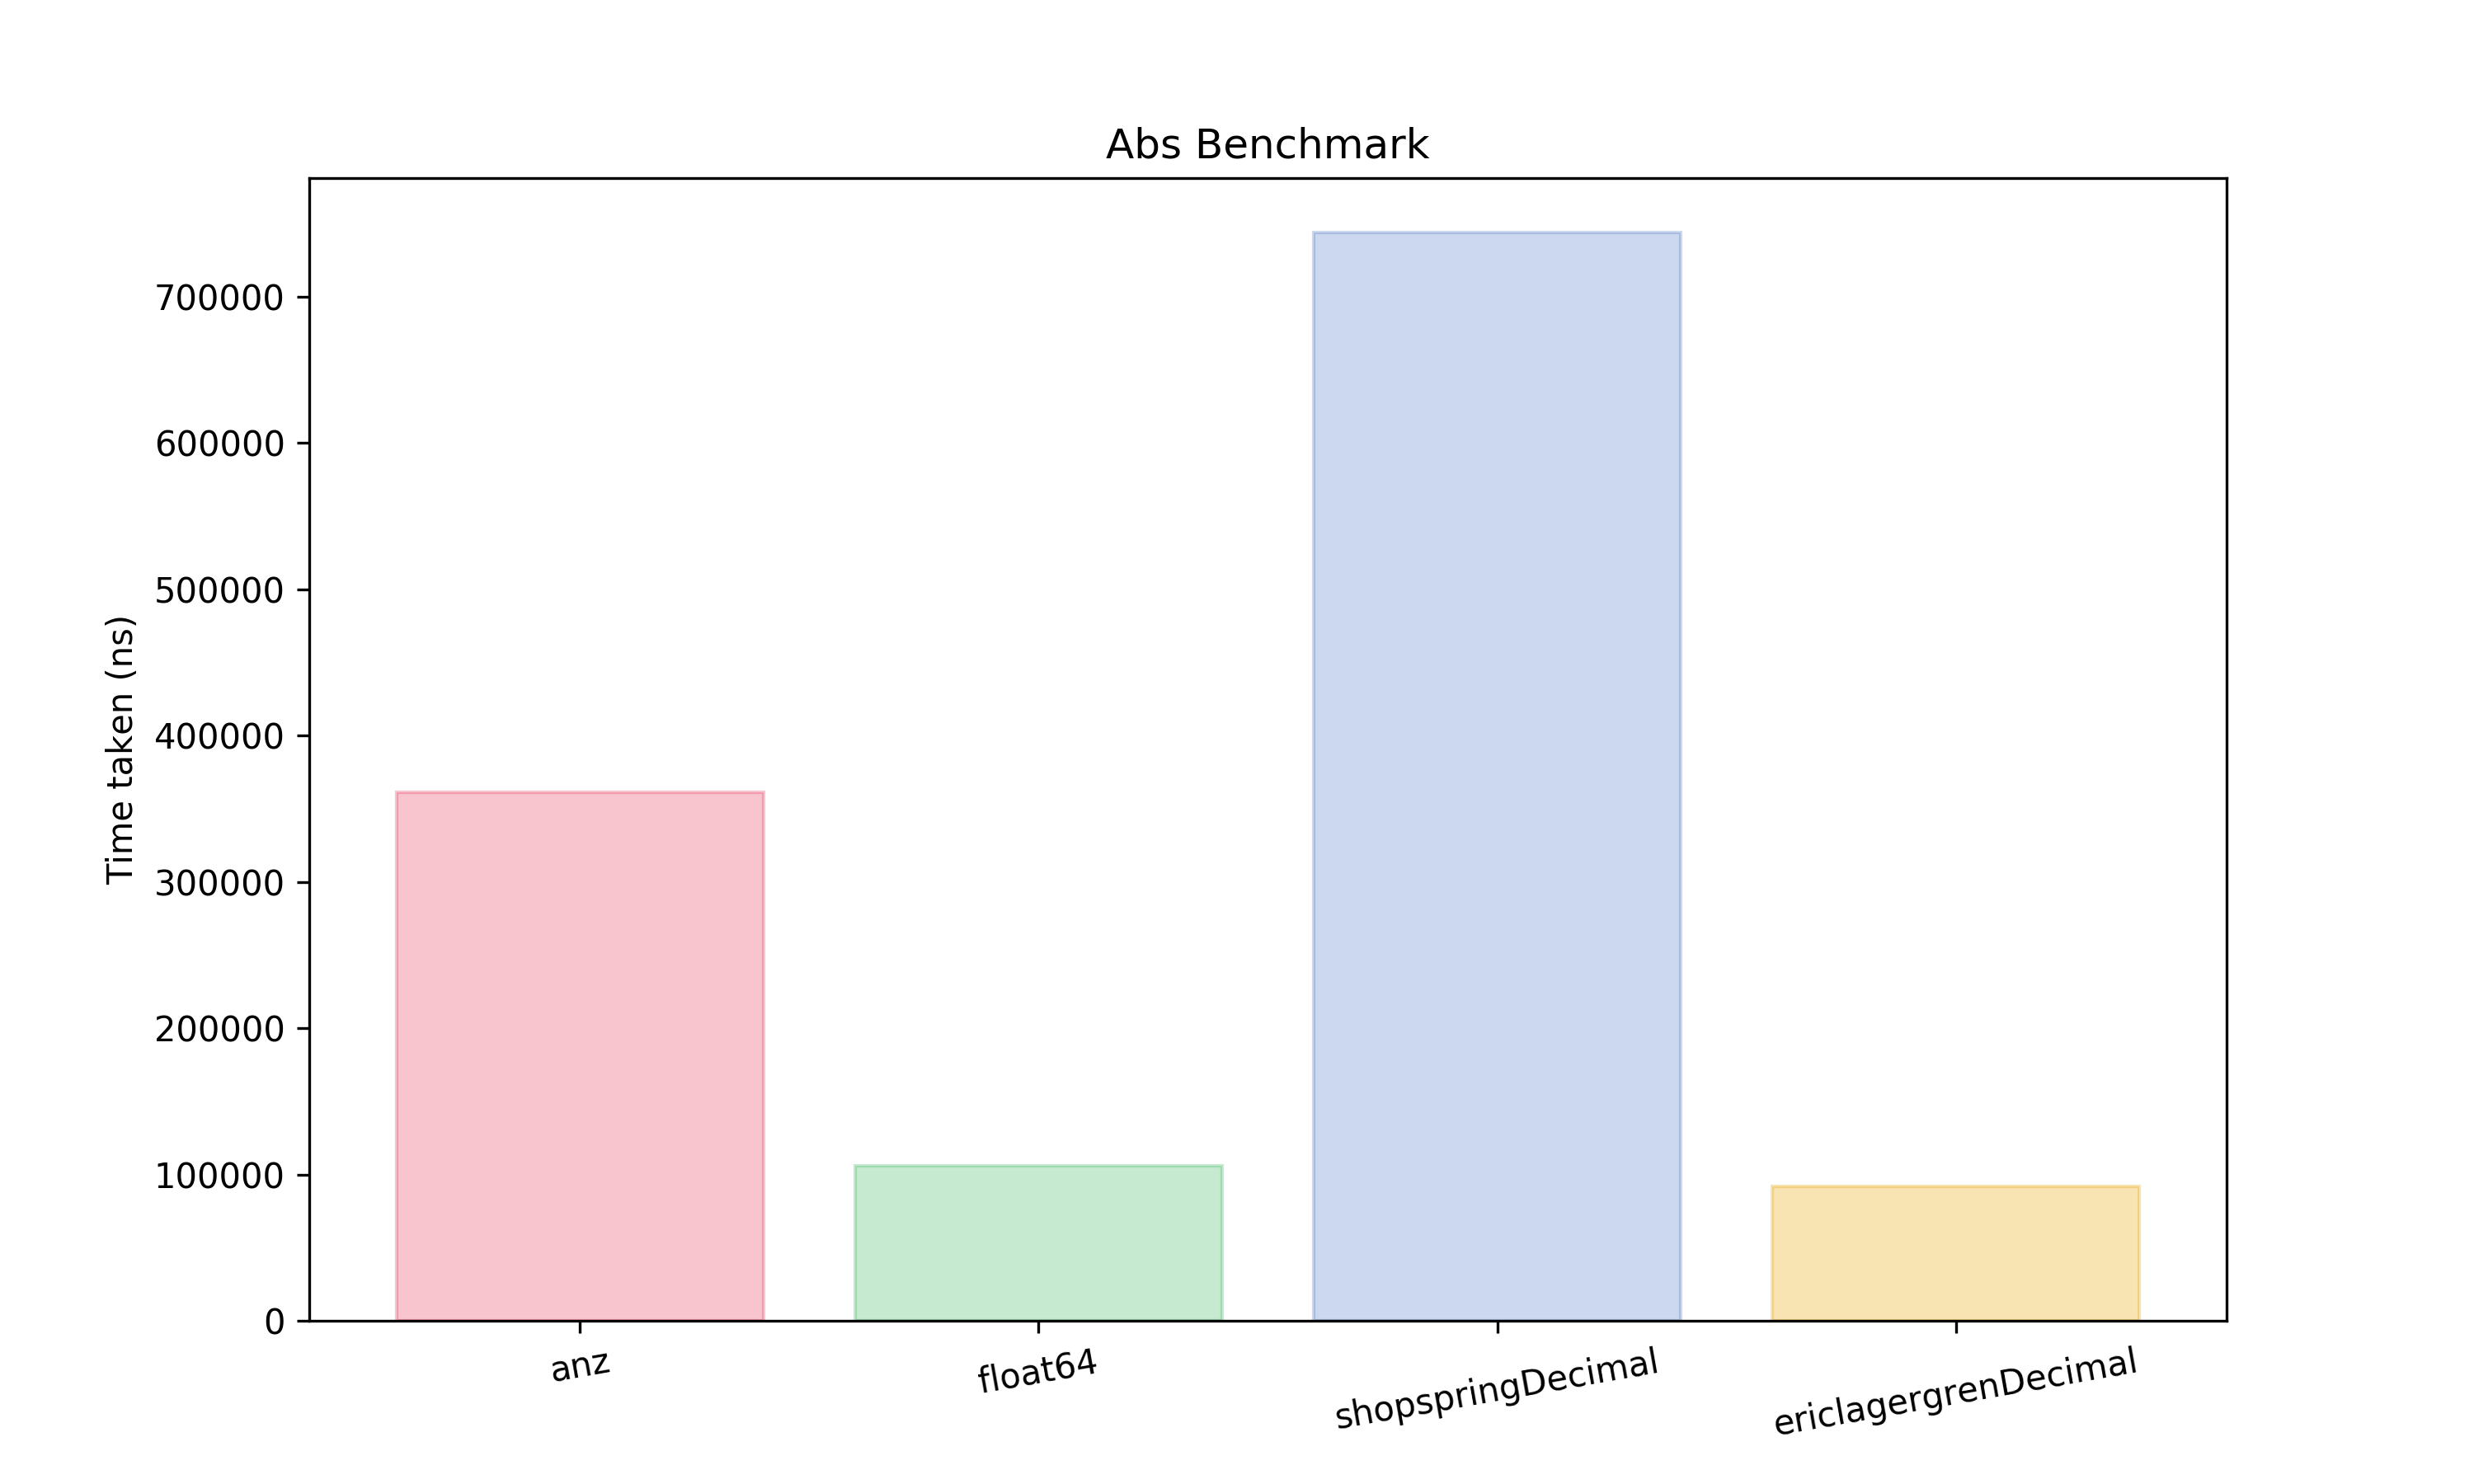 Abs Benchmark
Time taken (ns)
700000
600000
500000
400000
300000
200000
100000
0
anz
float64
shopspringDecimal
ericlagergrenDecimal